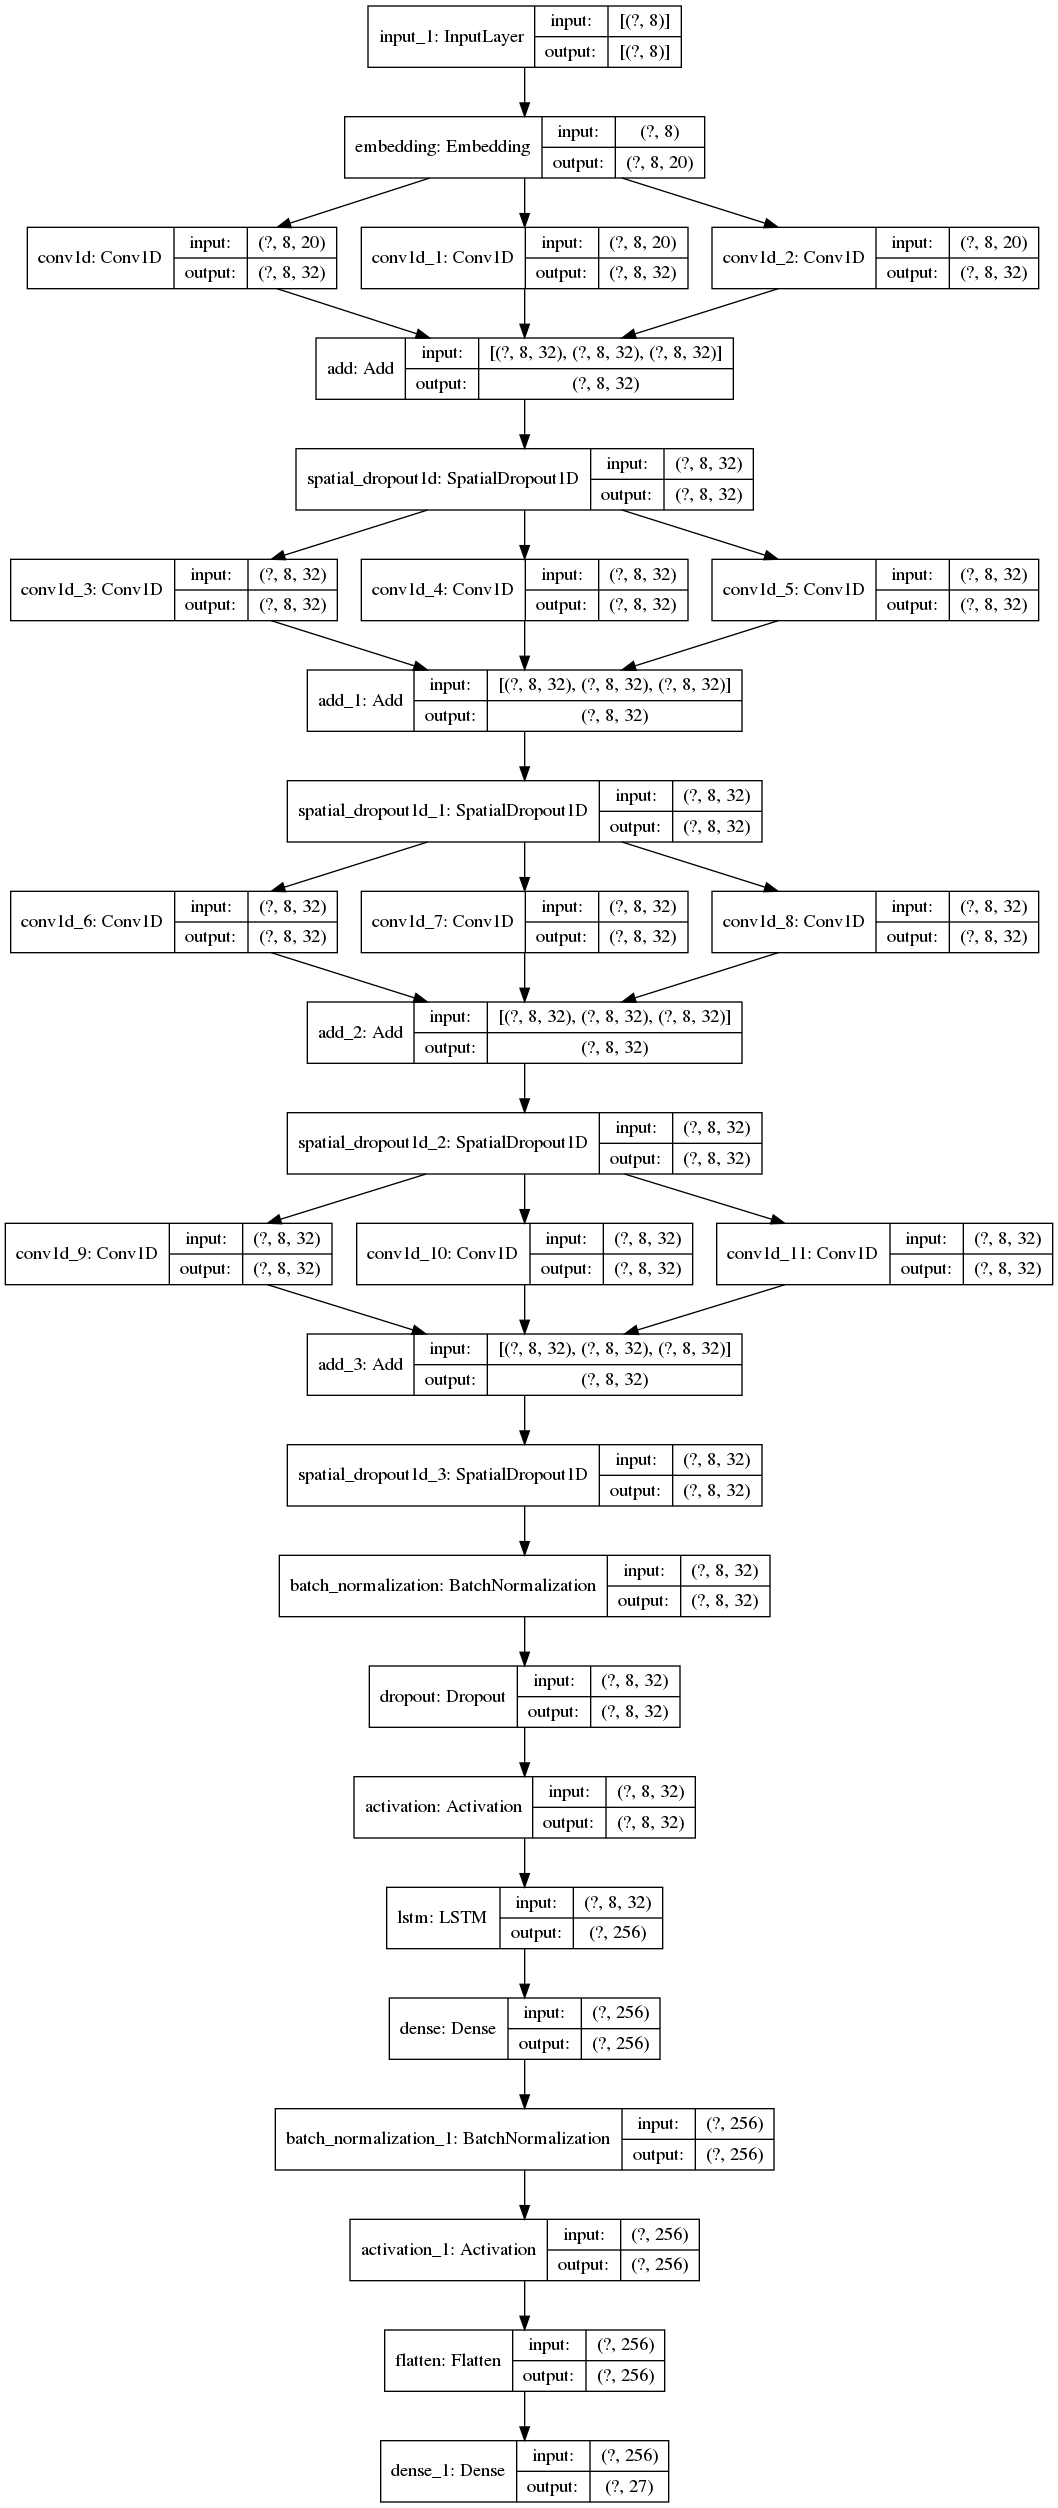 input_1: InputLayer
input: [(?, 8)]
output: [(?, 8)]
embedding: Embedding
input: (?, 8)
output: (?, 8, 20)
conv1d: Conv1D
input: (?, 8, 20)
output: (?, 8, 32)
conv1d_1: Conv1D
input: (?, 8, 20)
output: (?, 8, 32)
conv1d_2: Conv1D
input: (?, 8, 20)
output: (?, 8, 32)
add: Add
input: [(?, 8, 32), (?, 8, 32), (?, 8, 32)]
output: (?, 8, 32)
spatial_dropout1d: SpatialDropout1D
input: (?, 8, 32)
output: (?, 8, 32)
conv1d_3: Conv1D
input: (?, 8, 32)
output: (?, 8, 32)
conv1d_4: Conv1D
input: (?, 8, 32)
output: (?, 8, 32)
conv1d_5: Conv1D
input: (?, 8, 32)
output: (?, 8, 32)
add_1: Add
input: [(?, 8, 32), (?, 8, 32), (?, 8, 32)]
output: (?, 8, 32)
spatial_dropout1d_1: SpatialDropout1D
input: (?, 8, 32)
output: (?, 8, 32)
conv1d_6: Conv1D
input: (?, 8, 32)
output: (?, 8, 32)
conv1d_7: Conv1D
input: (?, 8, 32)
output: (?, 8, 32)
conv1d_8: Conv1D
input: (?, 8, 32)
output: (?, 8, 32)
add_2: Add
input: [(?, 8, 32), (?, 8, 32), (?, 8, 32)]
output: (?, 8, 32)
spatial_dropout1d_2: SpatialDropout1D
input: (?, 8, 32)
output: (?, 8, 32)
conv1d_9: Conv1D
input: (?, 8, 32)
output: (?, 8, 32)
conv1d_10: Conv1D
input: (?, 8, 32)
output: (?, 8, 32)
conv1d_11: Conv1D
input: (?, 8, 32)
output: (?, 8, 32)
add_3: Add
input: [(?, 8, 32), (?, 8, 32), (?, 8, 32)]
output: (?, 8, 32)
spatial_dropout1d_3: SpatialDropout1D
input: (?, 8, 32)
output: (?, 8, 32)
batch_normalization: BatchNormalization
input: (?, 8, 32)
output: (?, 8, 32)
dropout: Dropout
input: (?, 8, 32)
output: (?, 8, 32)
activation: Activation
input: (?, 8, 32)
output: (?, 8, 32)
lstm: LSTM
input: (?, 8, 32)
output: (?, 256)
dense: Dense
input: (?, 256)
output: (?, 256)
batch_normalization_1: BatchNormalization
input: (?, 256)
output: (?, 256)
activation_1: Activation
input: (?, 256)
output: (?, 256)
flatten: Flatten
input: (?, 256)
output: (?, 256)
dense_1: Dense
input: (?, 256)
output: (?, 27)